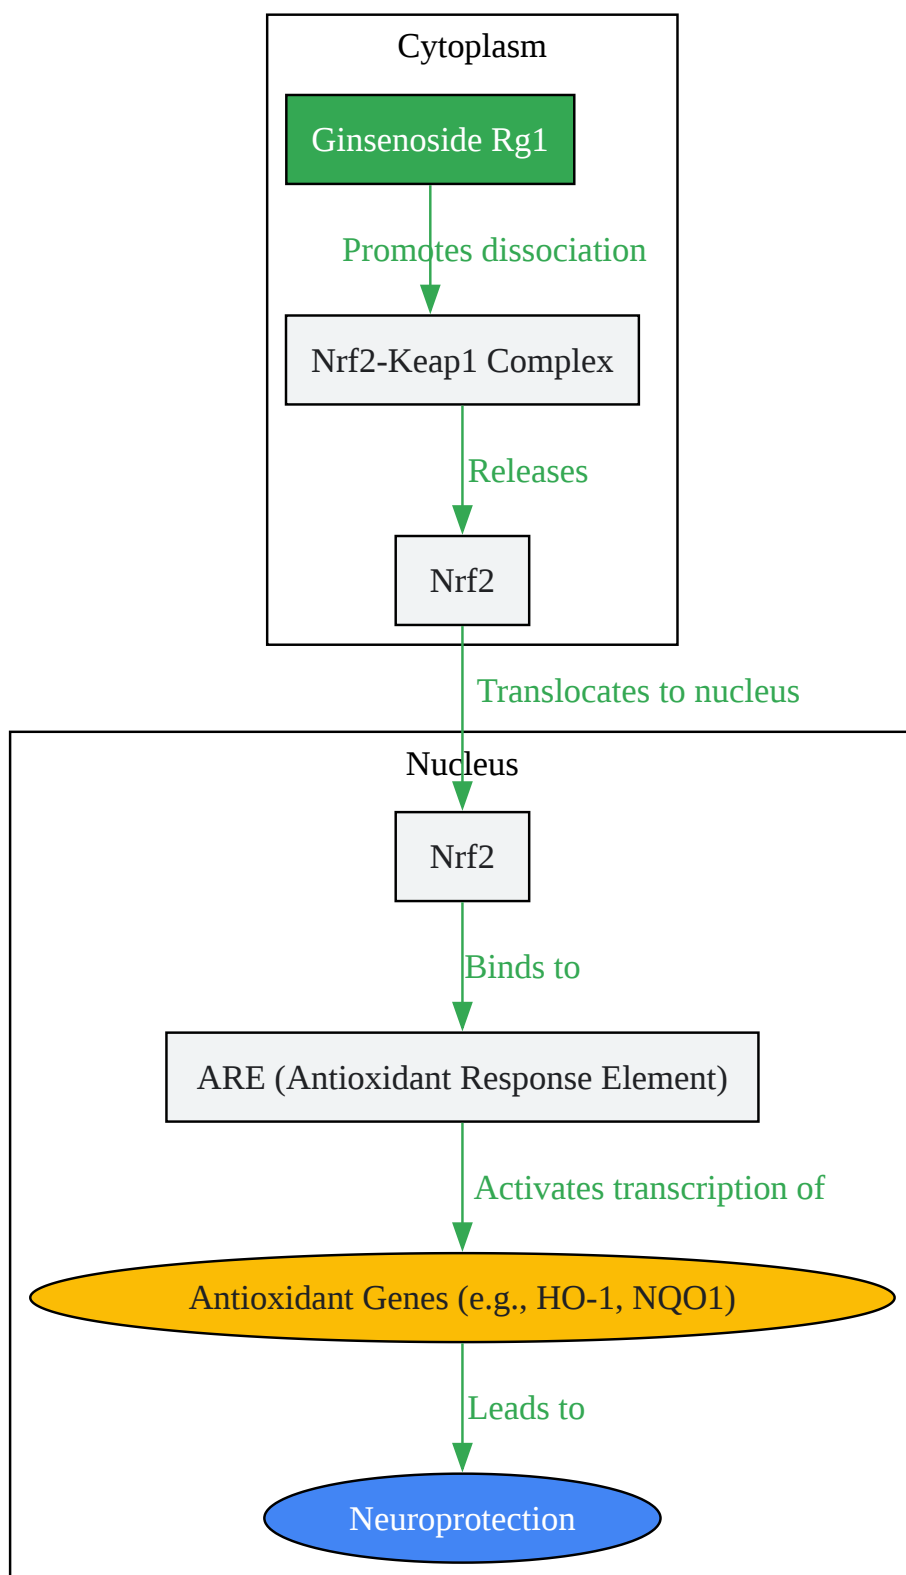 Cytoplasm
Ginsenoside Rg1
Promotes dissociation
Nrf2-Keap1 Complex
Releases
Nrf2
Translocates to nucleus
Nucleus
Nrf2
Binds to
ARE (Antioxidant Response Element)
Activates transcription of
Antioxidant Genes (e.g., HO-1, NQO1)
Leads to
Neuroprotection